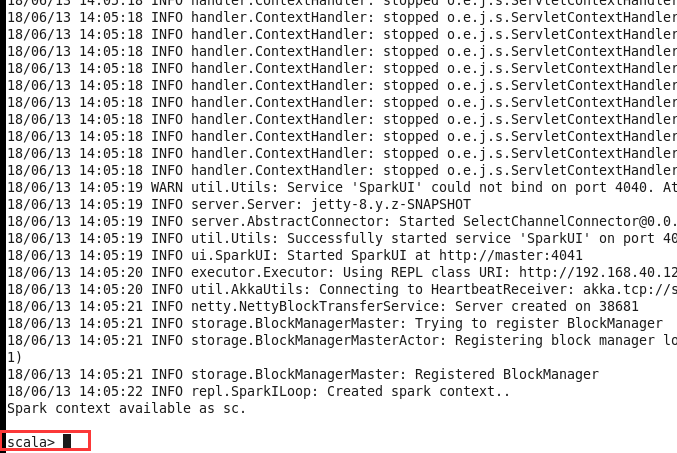 18/06/13 14:05:18 INFO handler.ContextHandler: stopped o.e.j.s.ServletContextHandler
18/06/13 14:05:18 INFO handler.ContextHandler: stopped o.e.j.s.ServletContextHandler
18/06/13 14:05:18 INFO handler.ContextHandler: stopped o.e.j.s.ServletContextHandler
18/06/13 14:05:18 INFO handler.ContextHandler: stopped o.e.j.s.ServletContextHandler
18/06/13 14:05:18 INFO handler.ContextHandler: stopped o.e.j.s.ServletContextHandler
18/06/13 14:05:18 INFO handler.ContextHandler: stopped o.e.j.s.ServletContextHandler
18/06/13 14:05:18 INFO handler.ContextHandler: stopped o.e.j.s.ServletContextHandler
18/06/13 14:05:18 INFO handler.ContextHandler: stopped o.e.j.s.ServletContextHandler
18/06/13 14:05:18 INFO handler.ContextHandler: stopped o.e.j.s.ServletContextHandler
18/06/13 14:05:18 INFO handler.ContextHandler: stopped o.e.j.s.ServletContextHandler
18/06/13 14:05:18 INFO handler.ContextHandler: stopped o.e.j.s.ServletContextHandler
18/06/13 14:05:19 WARN util.Utils: Service 'SparkUI' could not bind on port 4040. At
18/06/13 14:05:19 INFO server.Server: jetty-8.y.z-SNAPSHOT
18/06/13 14:05:19 INFO server.AbstractConnector: Started SelectChannelConnector@0.0.
18/06/13 14:05:19 INFO util.Utils: Successfully started service 'SparkUI' on port 40
18/06/13 14:05:19 INFO ui.SparkUI: Started SparkUI at http://master:4041
18/06/13 14:05:20 INFO executor.Executor: Using REPL class URI: http://192.168.40.12
18/06/13 14:05:20 INFO util.AkkaUtils: Connecting to HeartbeatReceiver: akka.tcp://s
18/06/13 14:05:21 INFO netty.NettyBlockTransferService: Server created on 38681
18/06/13 14:05:21 INFO storage.BlockManagerMaster: Trying to register BlockManager
18/06/13 14:05:21 INFO storage.BlockManagerMasterActor: Registering block manager lo
1)
18/06/13 14:05:21 INFO storage.BlockManagerMaster: Registered BlockManager
18/06/13 14:05:22 INFO repl.SparkILoop: Created spark context..
Spark context available as sc.
scala>